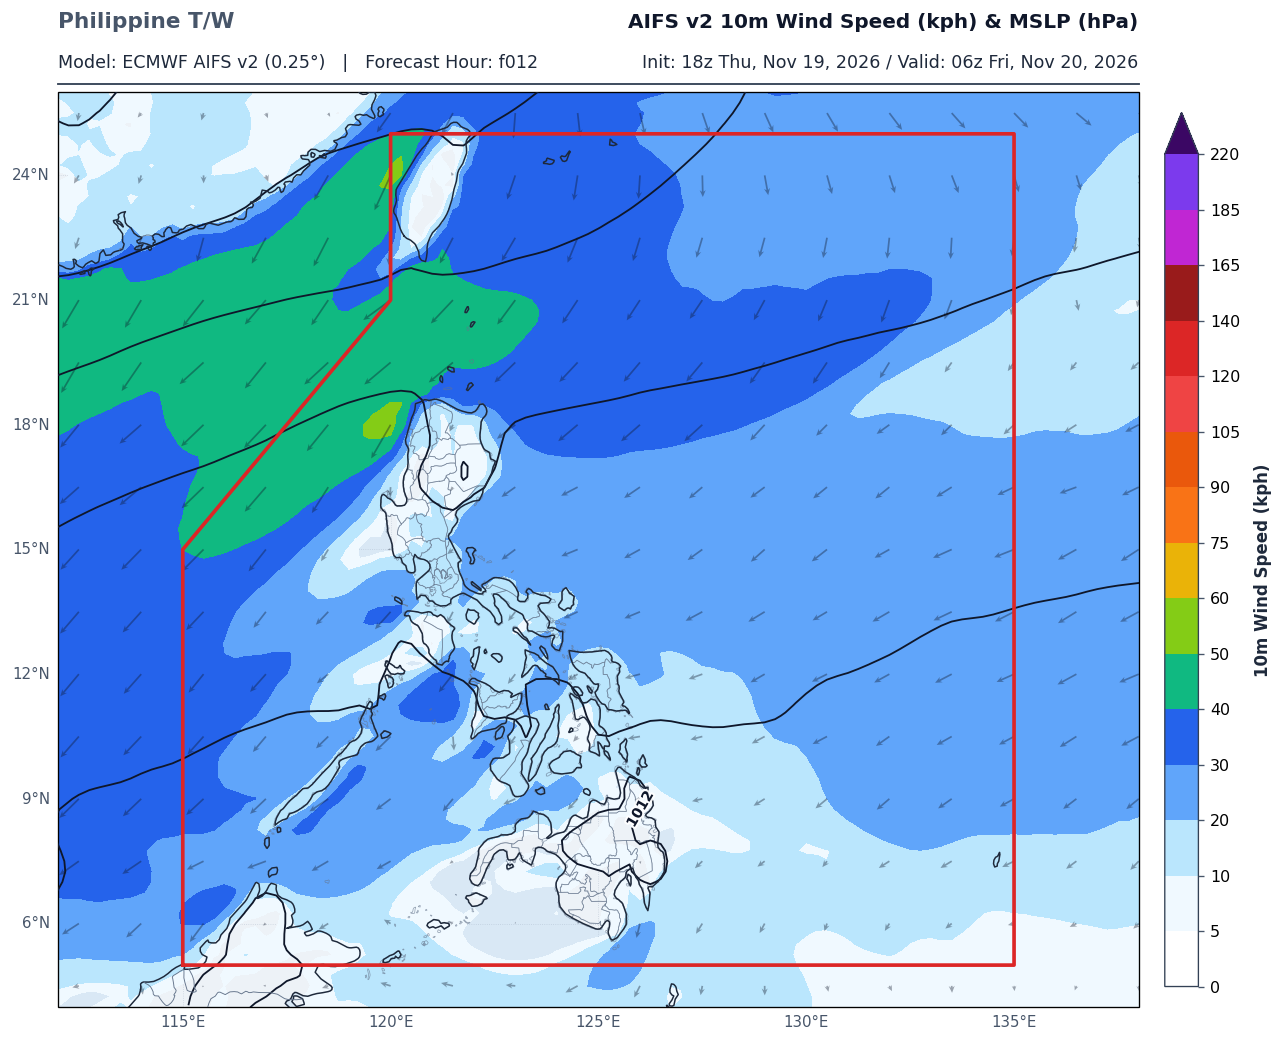 Philippine T/W
AIFS v2 10m Wind Speed (kph) & MSLP (hPa)
Model: ECMWF AIFS v2 (0.25°)   |   Forecast Hour: f012
Init: 18z Thu, Nov 19, 2026 / Valid: 06z Fri, Nov 20, 2026
24°N
21°N
18°N
15°N
12°N
9°N
6°N
1012
115°E
120°E
125°E
130°E
135°E
220
185
165
140
120
105
90
75
60
50
40
30
20
10
5
0
10m Wind Speed (kph)